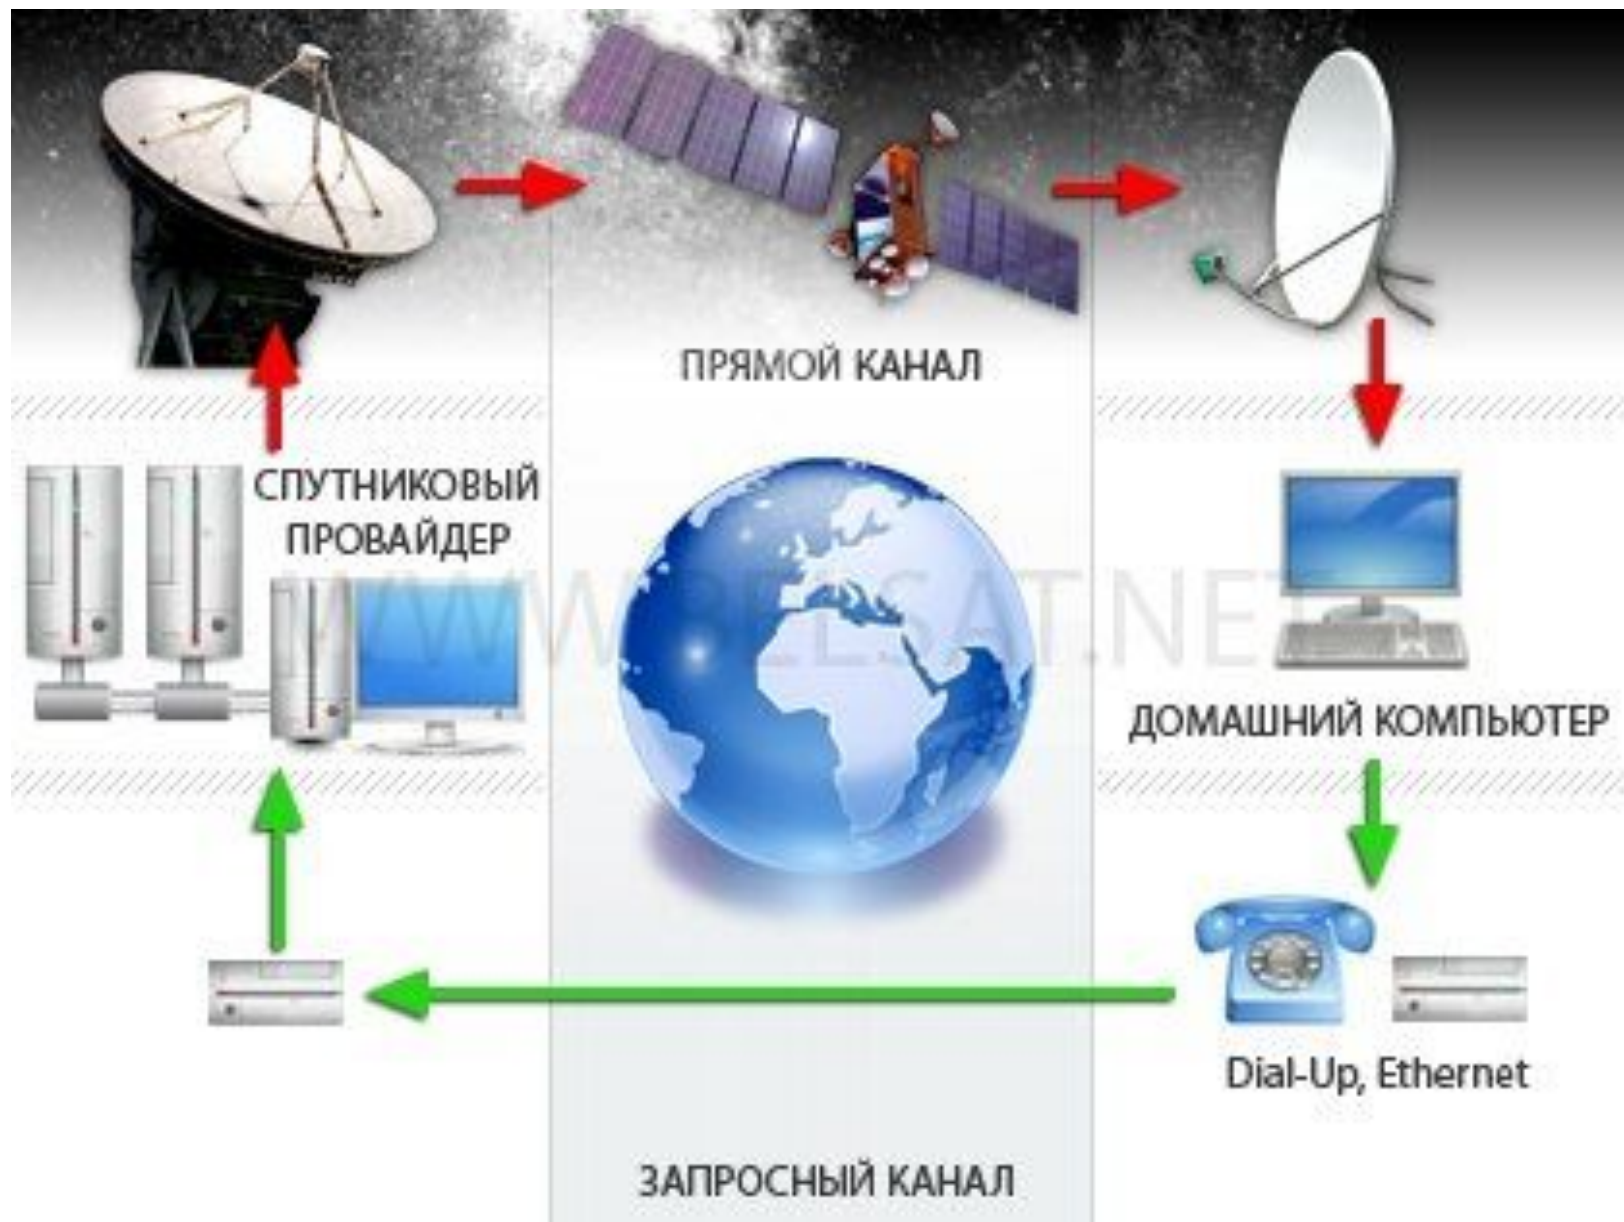 ПРЯМОЙ КАНАЛ
СПУТНИКОВЫЙ
ПРОВАЙДЕР
ДОМАШНИЙ КОМПЬЮТЕР
Dial-Up, Ethernet
ЗАПРОСНЫЙ КАНАЛ